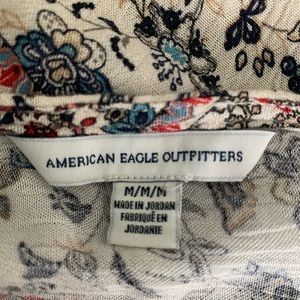 AMERICAN EAGLE OUTFITTERS
M/M/M
MADE IN JORDAN
FABRIQUÉ EN
JORDANIE